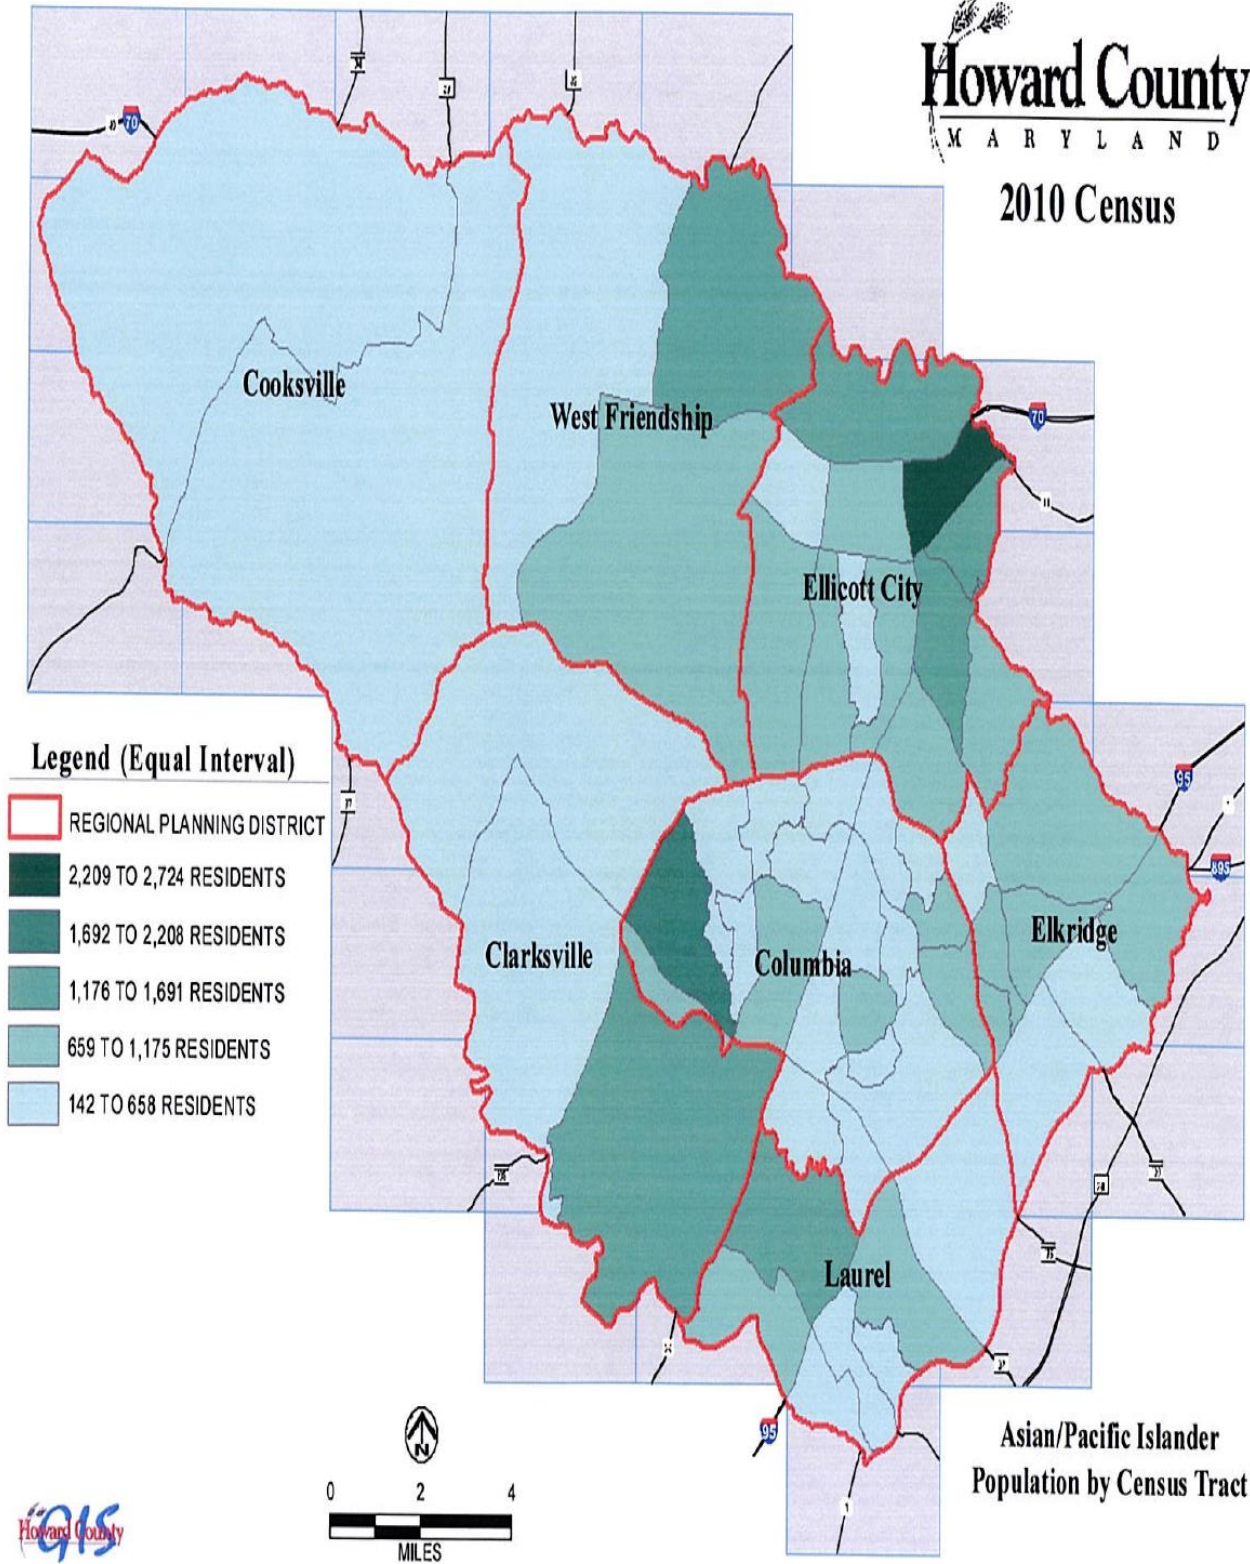 Howard County
MARYLAND
2010 Census
70
Cooksville
West Friendship
70
Ellicott City
Legend (Equal Interval)
REGIONAL PLANNING DISTRICT
2,209 TO 2,724 RESIDENTS
1,692 TO 2,208 RESIDENTS
1,176 TO 1,691 RESIDENTS
659 TO 1,175 RESIDENTS
142 TO 658 RESIDENTS
95
895
Elkridge
Clarksville
Columbia
Laurel
95
1
N
0 2 4
MILES
Asian/Pacific Islander
Population by Census Tract
Howard County
GIS